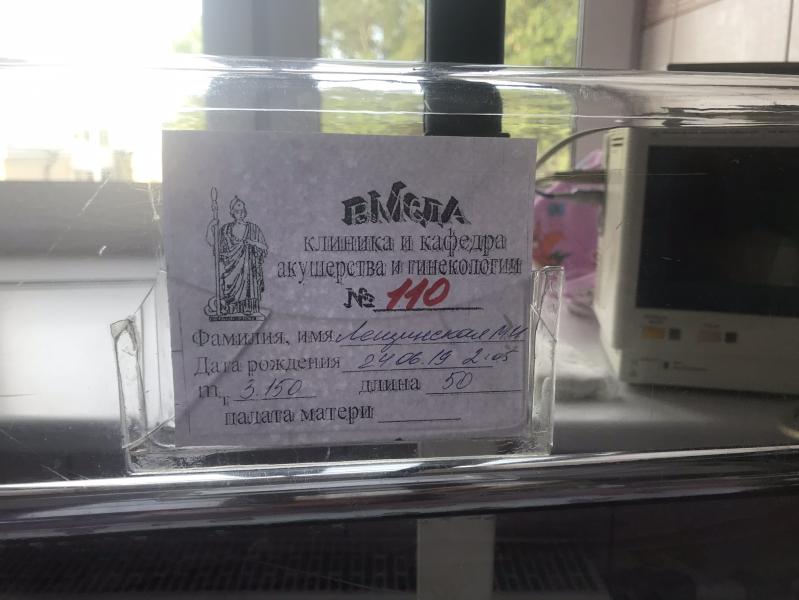 ВМедА
клиника и кафедра
акушерства и гинекологии
№ 110
Фамилия, имя Лещинская М.И
Дата рождения 24.06.19 2:05
m, г 3.150 длина 50
палата матери